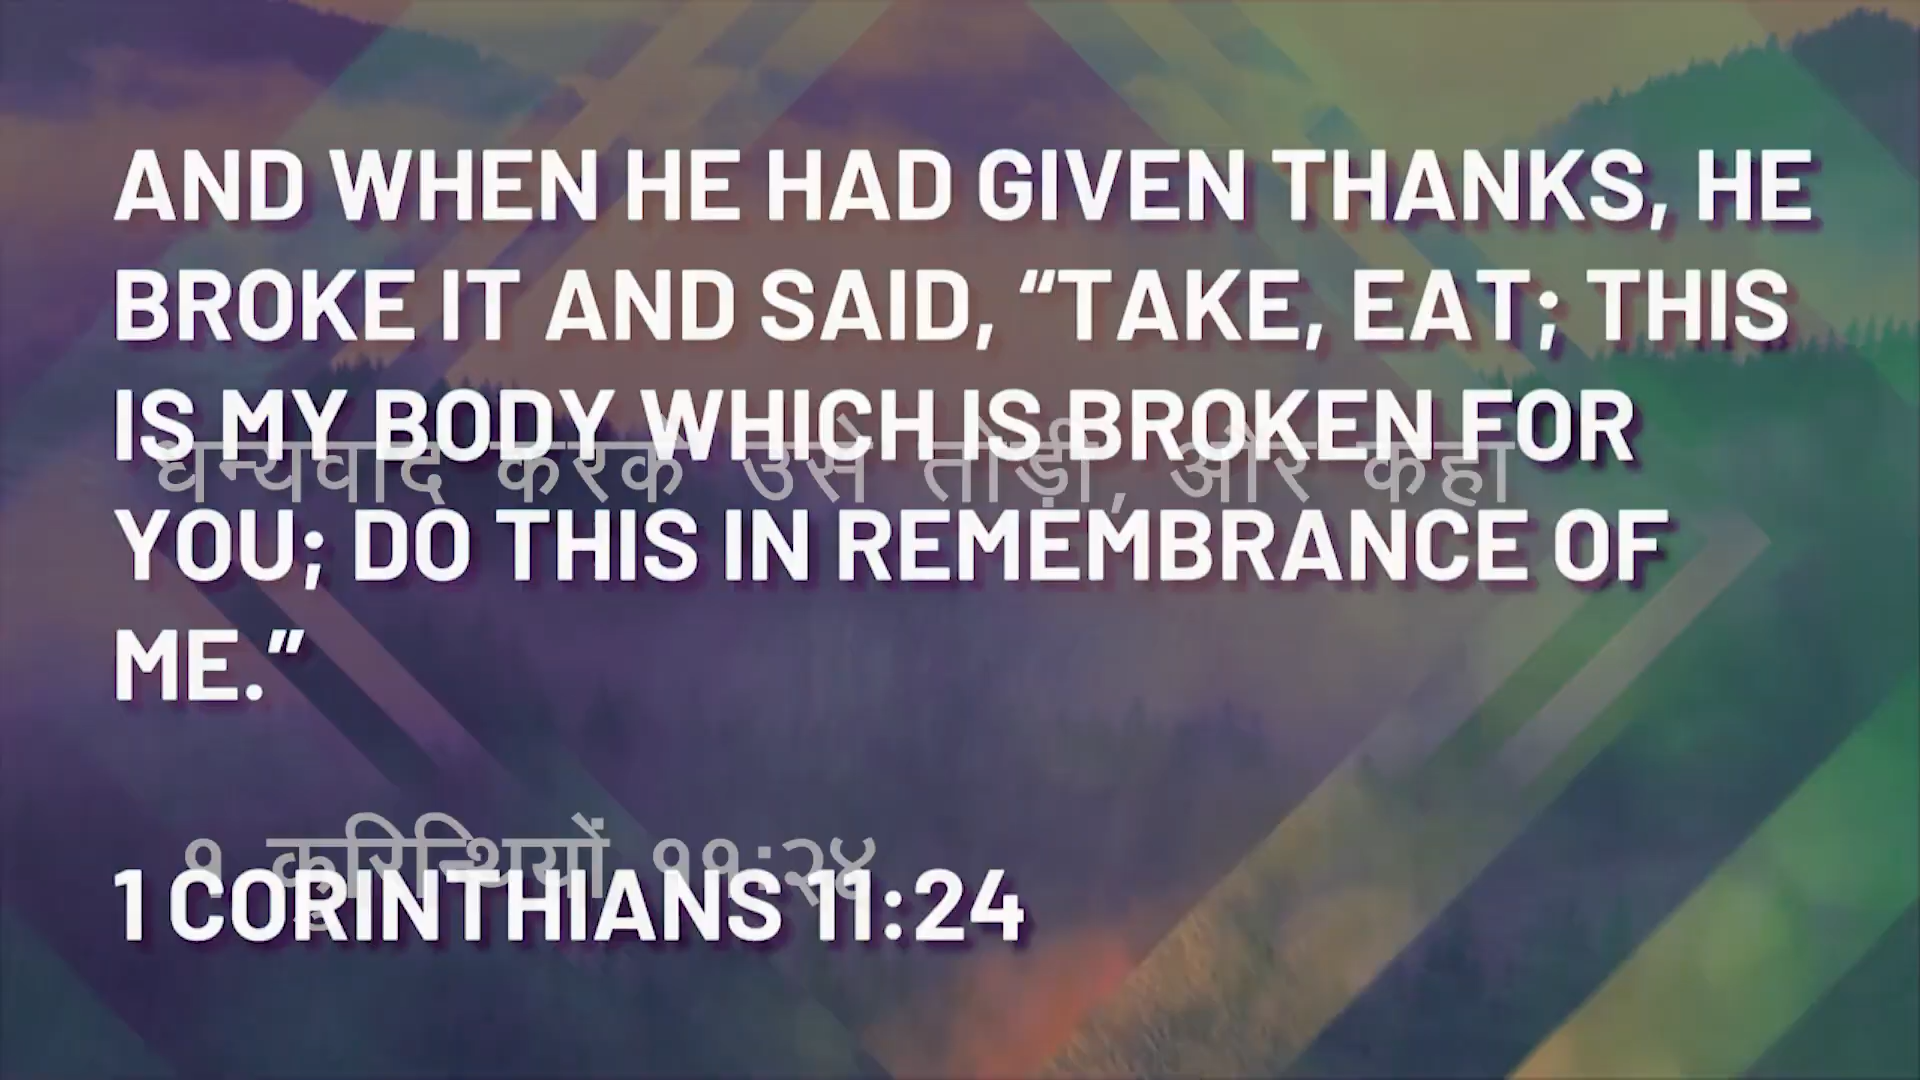 AND WHEN HE HAD GIVEN THANKS, HE
BROKE IT AND SAID, “TAKE, EAT; THIS
IS MY BODY WHICH IS BROKEN FOR
धन्यवाद करके उसे तोड़ी, और कहा
YOU; DO THIS IN REMEMBRANCE OF
ME.”
१ कुरिन्थियों ११:२४
1 CORINTHIANS 11:24